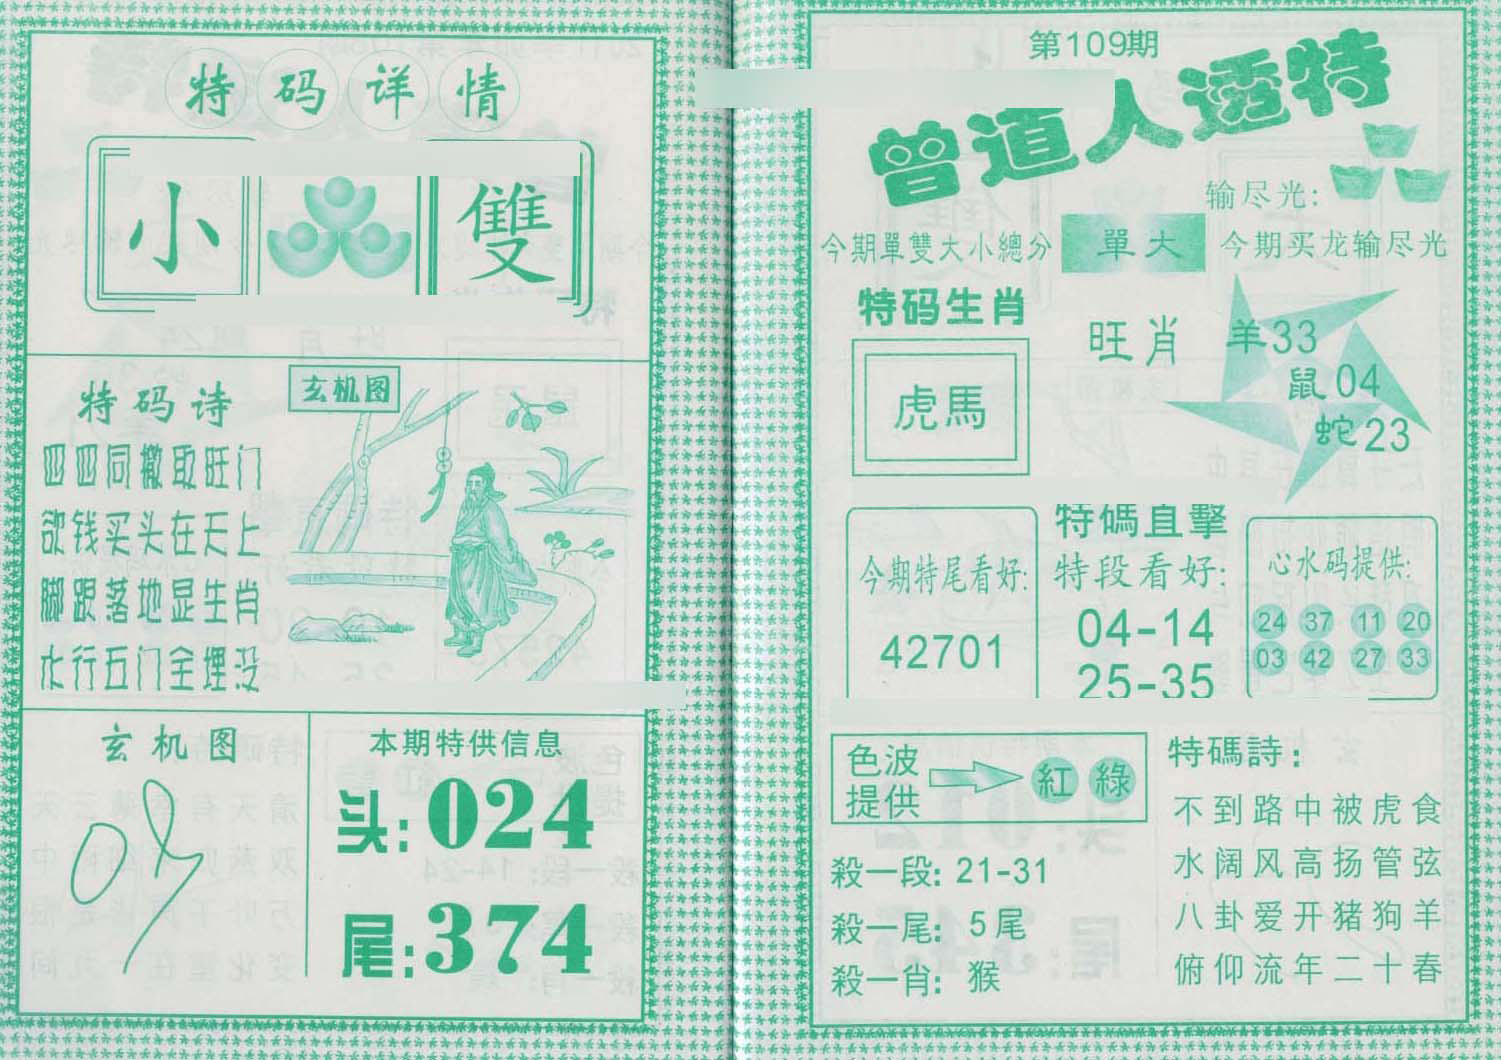 特码详情
小
雙
特码诗
四四同撤取旺门
欲钱买头在天上
脚跟落地显生肖
水行五门全埋没
玄机图
玄机图
本期特供信息
头:024
尾:374
第109期
曾道人透特
输尽光:
今期單雙大小總分
單大
今期买龙输尽光
特码生肖
虎馬
旺肖
羊33
鼠04
蛇23
今期特尾看好:
42701
特碼直擊
特段看好:
04-14
25-35
心水码提供:
24 37 11 20
03 42 27 33
色波
提供
紅 綠
殺一段: 21-31
殺一尾: 5尾
殺一肖: 猴
特碼詩:
不到路中被虎食
水阔风高扬管弦
八卦爱开猪狗羊
俯仰流年二十春